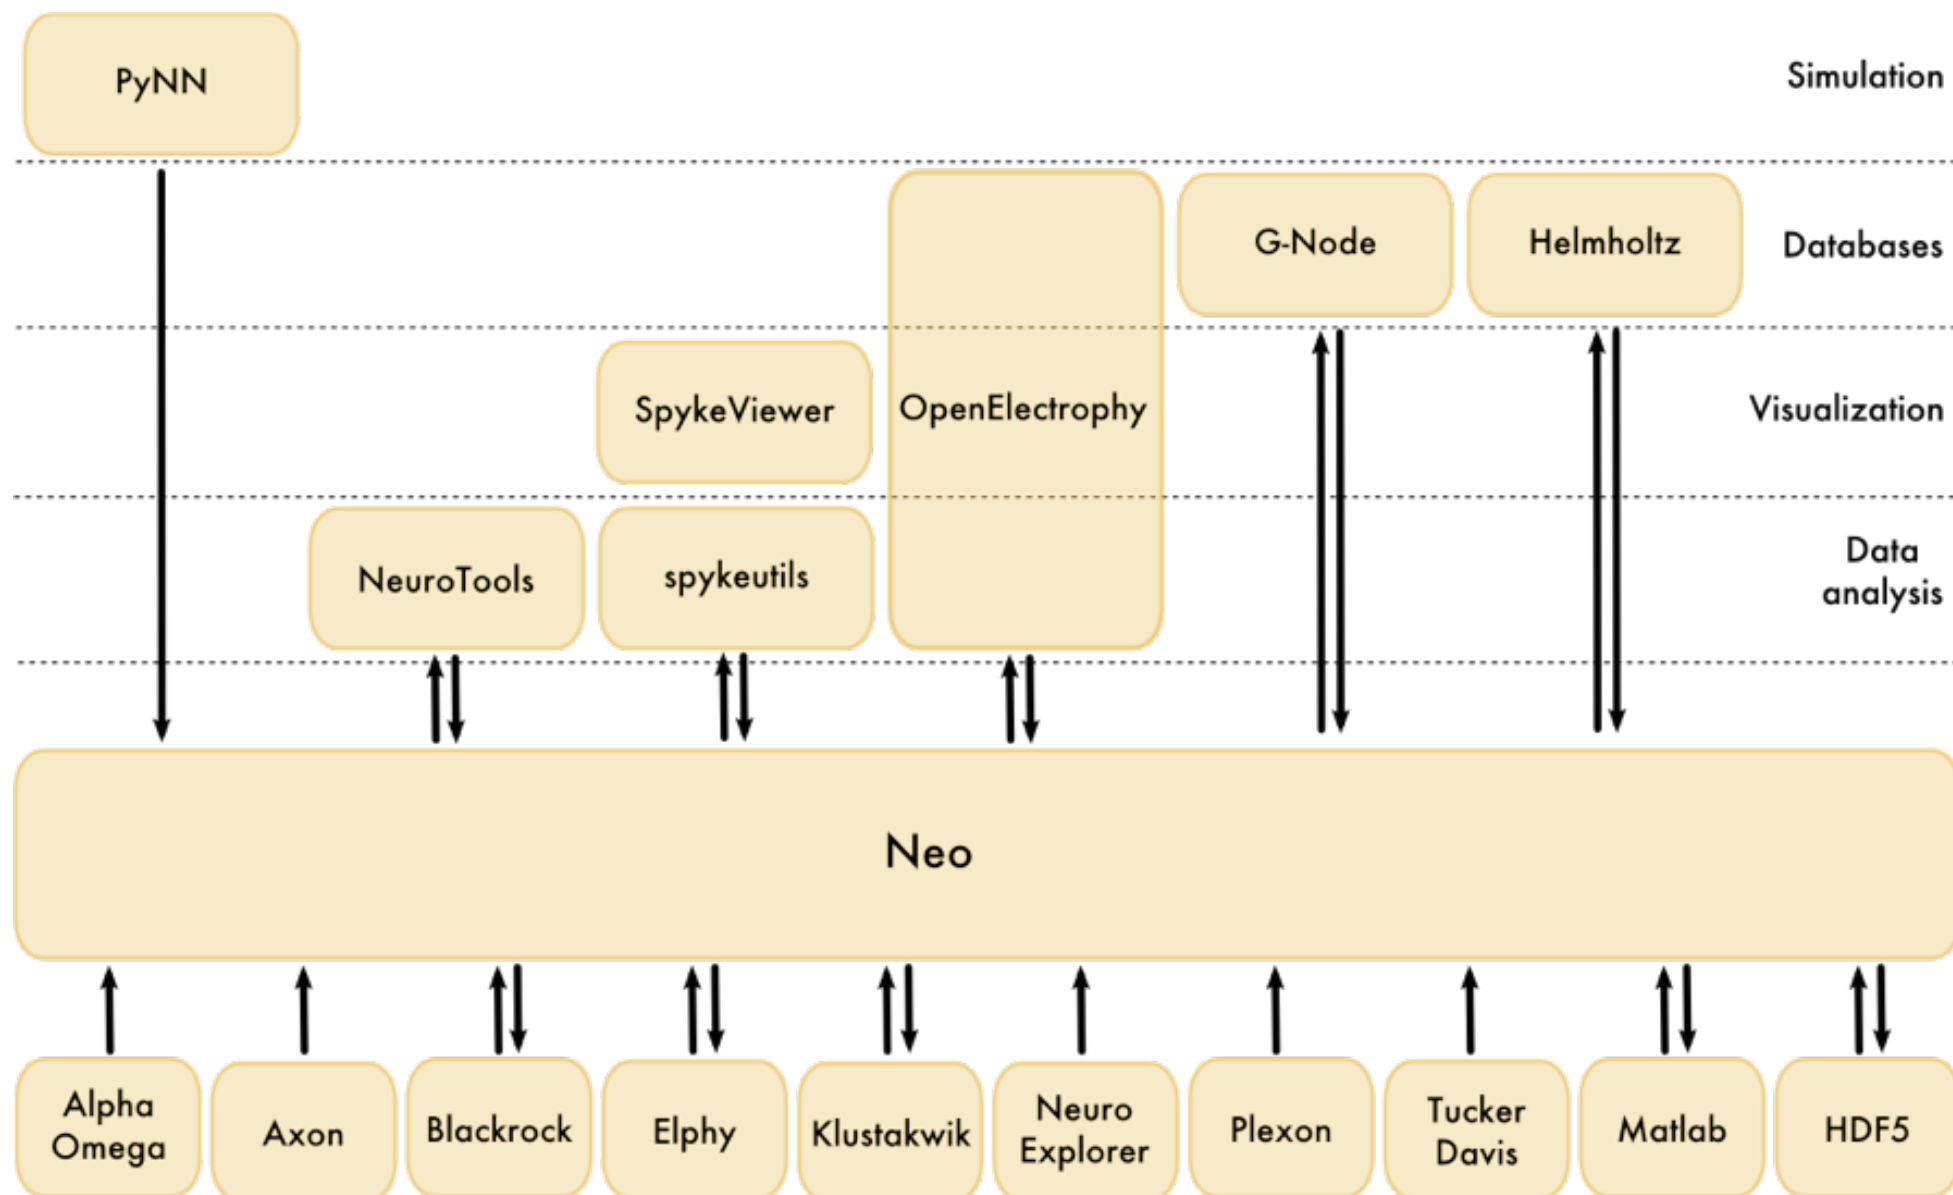 PyNN
Simulation
G-Node
Helmholtz
Databases
SpykeViewer
OpenElectrophy
Visualization
NeuroTools
spykeutils
Data
analysis
Neo
Alpha
Omega
Axon
Blackrock
Elphy
Klustakwik
Neuro
Explorer
Plexon
Tucker
Davis
Matlab
HDF5